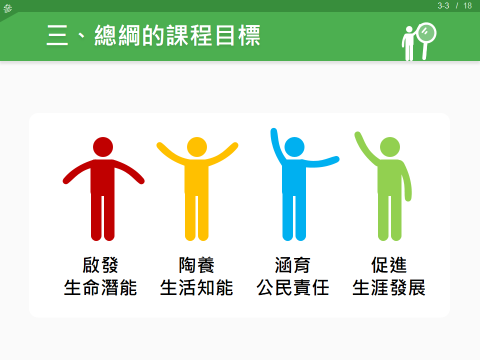 3-3 / 18
三、總綱的課程目標
啟發
生命潛能
陶養
生活知能
涵育
公民責任
促進
生涯發展